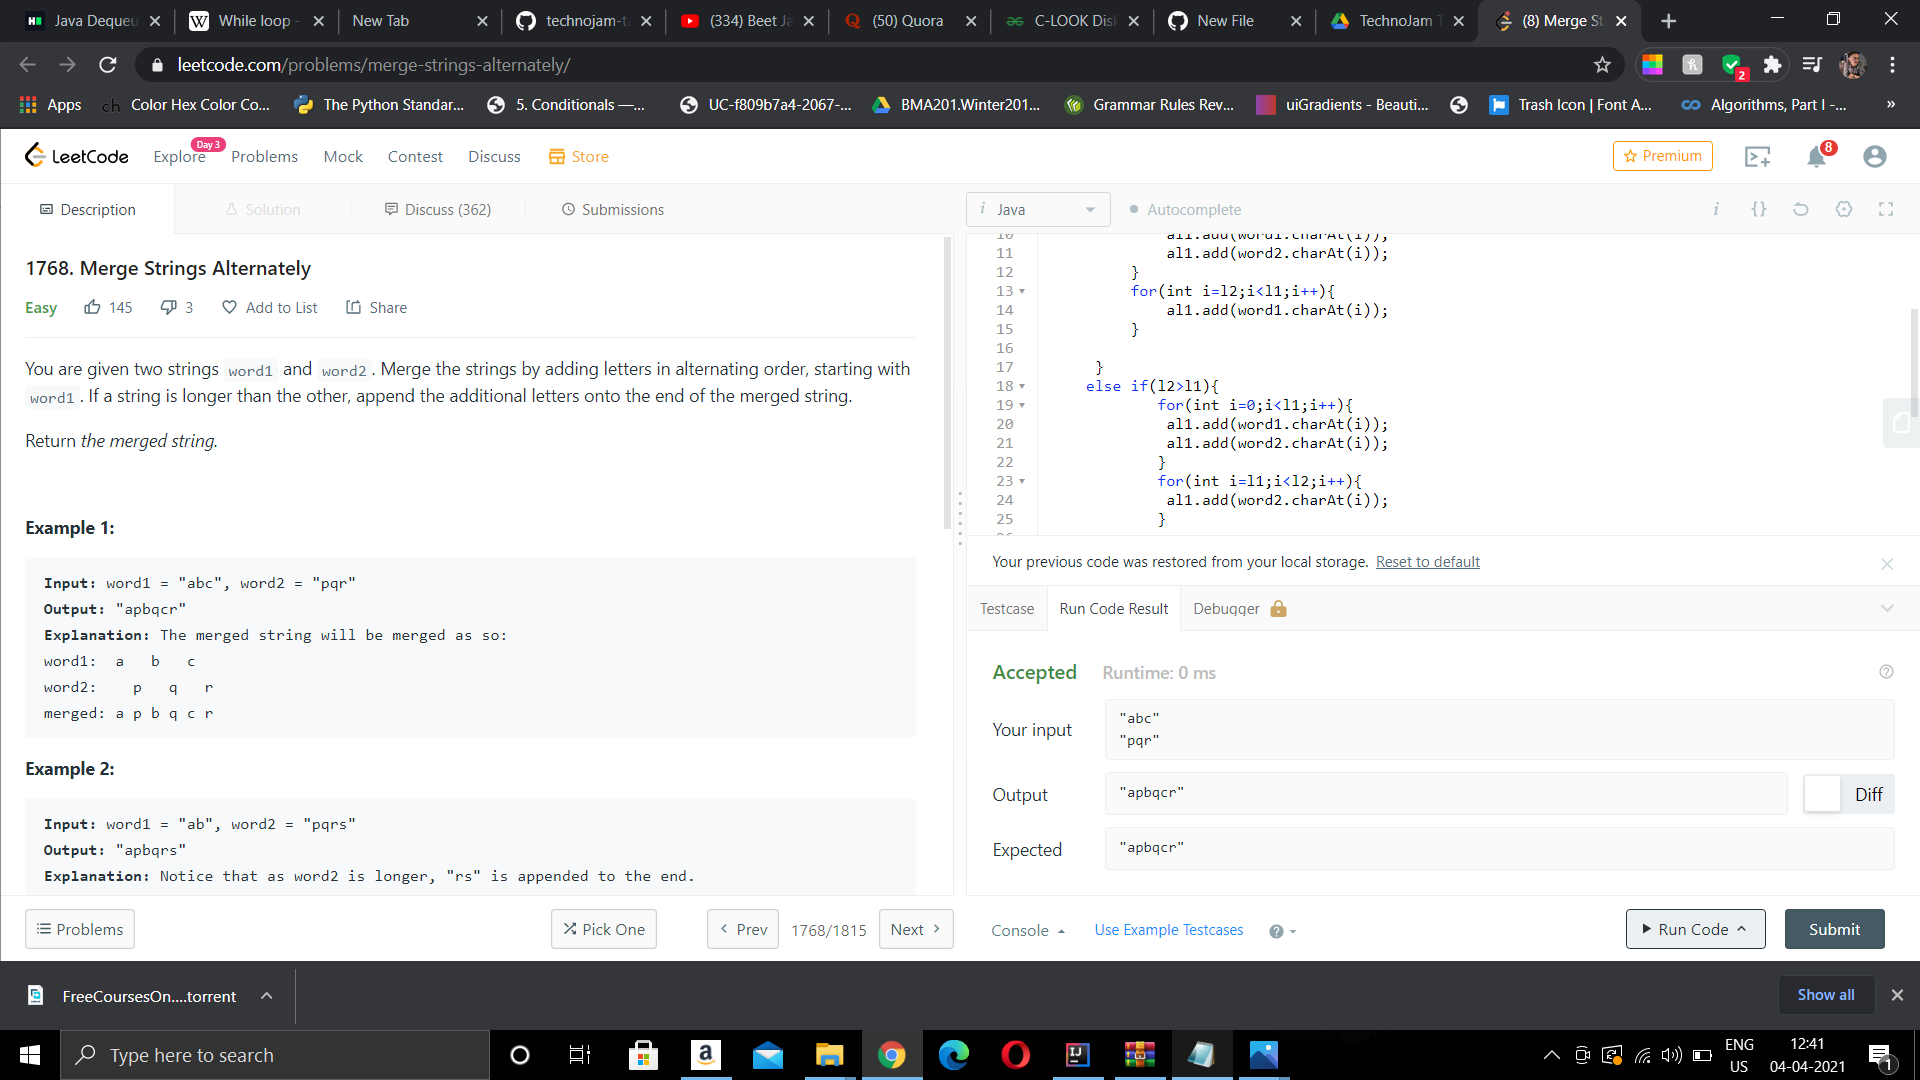 Java Dequeu
While loop -
New Tab
technojam-t
(334) Beet Ja
(50) Quora
C-LOOK Dis
New File
TechnoJam T
(8) Merge St
leetcode.com/problems/merge-strings-alternately/
2
Apps
Color Hex Color Co...
The Python Standar...
5. Conditionals —...
UC-f809b7a4-2067-...
BMA201.Winter201...
Grammar Rules Rev...
uiGradients - Beauti...
Trash Icon | Font A...
Algorithms, Part I -...
»
LeetCode
Explore
Day 3
Problems
Mock
Contest
Discuss
Store
Premium
8
Description
Solution
Discuss (362)
Submissions
i Java
Autocomplete
1768. Merge Strings Alternately
Easy 145 3 Add to List Share
You are given two strings word1 and word2. Merge the strings by adding letters in alternating order, starting with
word1. If a string is longer than the other, append the additional letters onto the end of the merged string.
Return the merged string.
Example 1:
Input: word1 = "abc", word2 = "pqr"
Output: "apbqcr"
Explanation: The merged string will be merged as so:
word1: a b c
word2: p q r
merged: a p b q c r
Example 2:
Input: word1 = "ab", word2 = "pqrs"
Output: "apbqrs"
Explanation: Notice that as word2 is longer, "rs" is appended to the end.
10 al1.add(word1.charAt(i));
11 al1.add(word2.charAt(i));
12 }
13 for(int i=l2;i<l1;i++){
14 al1.add(word1.charAt(i));
15 }
16
17 }
18 else if(l2>l1){
19 for(int i=0;i<l1;i++){
20 al1.add(word1.charAt(i));
21 al1.add(word2.charAt(i));
22 }
23 for(int i=l1;i<l2;i++){
24 al1.add(word2.charAt(i));
25 }
Your previous code was restored from your local storage. Reset to default
Testcase
Run Code Result
Debugger
Accepted Runtime: 0 ms
Your input
"abc"
"pqr"
Output
"apbqcr"
Diff
Expected
"apbqcr"
Problems
Pick One
Prev
1768/1815
Next
Console
Use Example Testcases
Run Code
Submit
FreeCoursesOn....torrent
Show all
Type here to search
ENG
US
12:41
04-04-2021
1